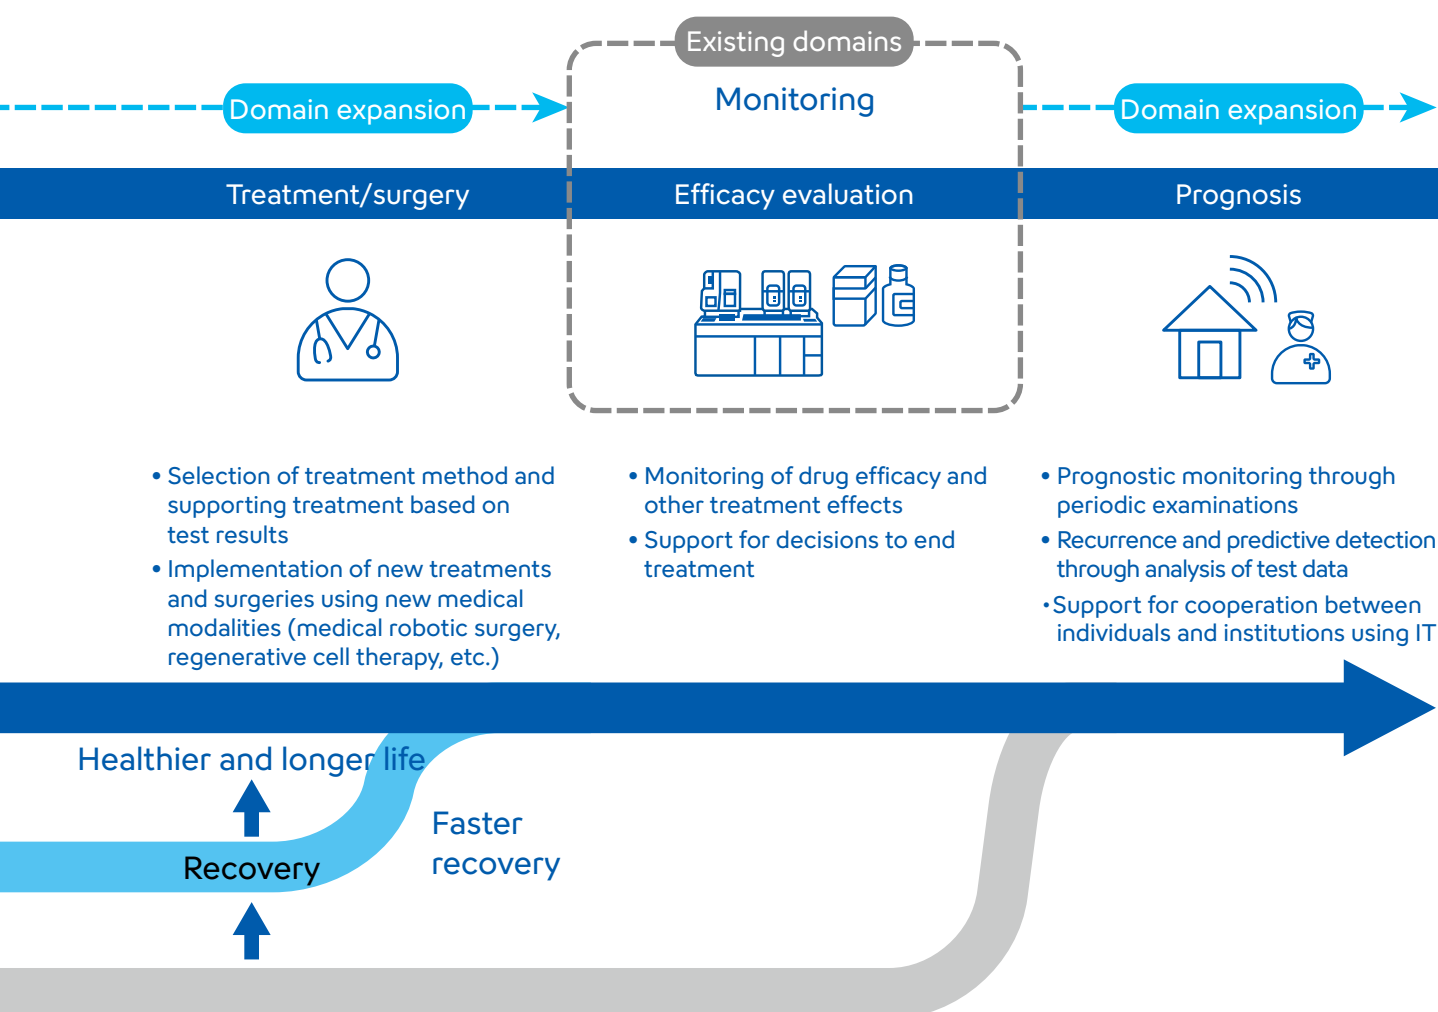 Existing domains
Domain expansion
Monitoring
Domain expansion
Treatment/surgery
Efficacy evaluation
Prognosis
• Selection of treatment method and
supporting treatment based on
test results
• Implementation of new treatments
and surgeries using new medical
modalities (medical robotic surgery,
regenerative cell therapy, etc.)
• Monitoring of drug efficacy and
other treatment effects
• Support for decisions to end
treatment
• Prognostic monitoring through
periodic examinations
• Recurrence and predictive detection
through analysis of test data
•Support for cooperation between
individuals and institutions using IT
Healthier and longer life
Faster
recovery
Recovery